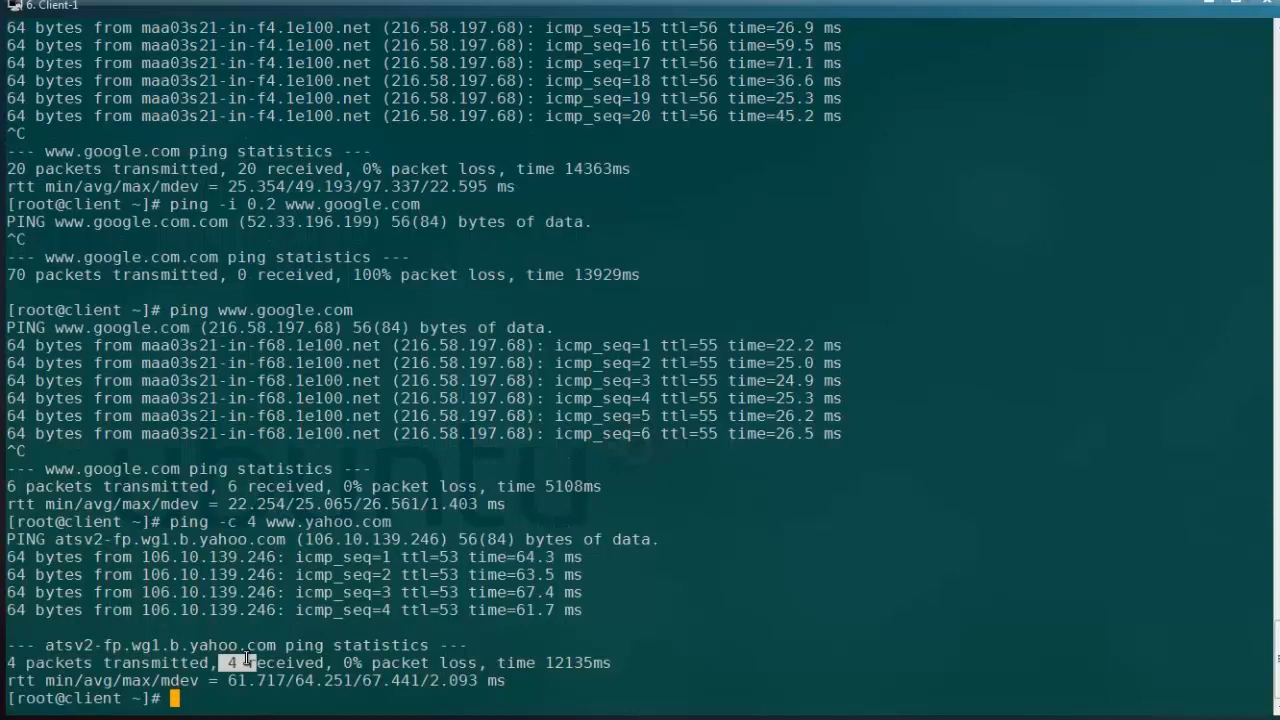 6. Client-1
64 bytes from maa03s21-in-f4.1e100.net (216.58.197.68): icmp_seq=15 ttl=56 time=26.9 ms
64 bytes from maa03s21-in-f4.1e100.net (216.58.197.68): icmp_seq=16 ttl=56 time=59.5 ms
64 bytes from maa03s21-in-f4.1e100.net (216.58.197.68): icmp_seq=17 ttl=56 time=71.1 ms
64 bytes from maa03s21-in-f4.1e100.net (216.58.197.68): icmp_seq=18 ttl=56 time=36.6 ms
64 bytes from maa03s21-in-f4.1e100.net (216.58.197.68): icmp_seq=19 ttl=56 time=25.3 ms
64 bytes from maa03s21-in-f4.1e100.net (216.58.197.68): icmp_seq=20 ttl=56 time=45.2 ms
^C
--- www.google.com ping statistics ---
20 packets transmitted, 20 received, 0% packet loss, time 14363ms
rtt min/avg/max/mdev = 25.354/49.193/97.337/22.595 ms
[root@client ~]# ping -i 0.2 www.google.com
PING www.google.com.com (52.33.196.199) 56(84) bytes of data.
^C
--- www.google.com.com ping statistics ---
70 packets transmitted, 0 received, 100% packet loss, time 13929ms
[root@client ~]# ping www.google.com
PING www.google.com (216.58.197.68) 56(84) bytes of data.
64 bytes from maa03s21-in-f68.1e100.net (216.58.197.68): icmp_seq=1 ttl=55 time=22.2 ms
64 bytes from maa03s21-in-f68.1e100.net (216.58.197.68): icmp_seq=2 ttl=55 time=25.0 ms
64 bytes from maa03s21-in-f68.1e100.net (216.58.197.68): icmp_seq=3 ttl=55 time=24.9 ms
64 bytes from maa03s21-in-f68.1e100.net (216.58.197.68): icmp_seq=4 ttl=55 time=25.3 ms
64 bytes from maa03s21-in-f68.1e100.net (216.58.197.68): icmp_seq=5 ttl=55 time=26.2 ms
64 bytes from maa03s21-in-f68.1e100.net (216.58.197.68): icmp_seq=6 ttl=55 time=26.5 ms
^C
--- www.google.com ping statistics ---
6 packets transmitted, 6 received, 0% packet loss, time 5108ms
rtt min/avg/max/mdev = 22.254/25.065/26.561/1.403 ms
[root@client ~]# ping -c 4 www.yahoo.com
PING atsv2-fp.wg1.b.yahoo.com (106.10.139.246) 56(84) bytes of data.
64 bytes from 106.10.139.246: icmp_seq=1 ttl=53 time=64.3 ms
64 bytes from 106.10.139.246: icmp_seq=2 ttl=53 time=63.5 ms
64 bytes from 106.10.139.246: icmp_seq=3 ttl=53 time=67.4 ms
64 bytes from 106.10.139.246: icmp_seq=4 ttl=53 time=61.7 ms
--- atsv2-fp.wg1.b.yahoo.com ping statistics ---
4 packets transmitted, 4 received, 0% packet loss, time 12135ms
rtt min/avg/max/mdev = 61.717/64.251/67.441/2.093 ms
[root@client ~]#
ubuntu